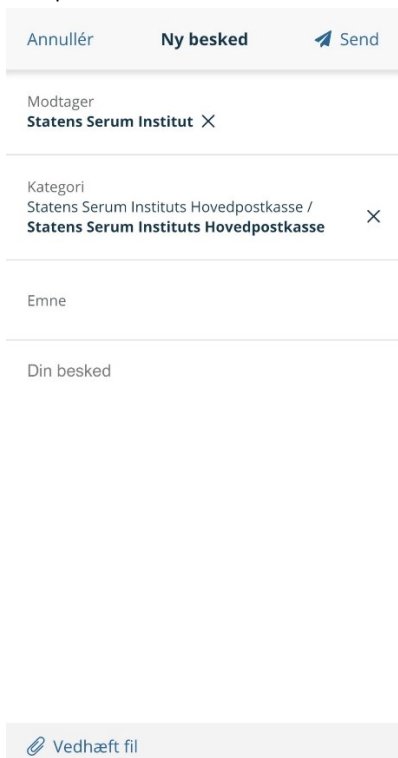 Annullér Ny besked Send
Modtager
Statens Serum Institut
Kategori
Statens Serum Instituts Hovedpostkasse /
Statens Serum Instituts Hovedpostkasse
Emne
Din besked
Vedhæft fil